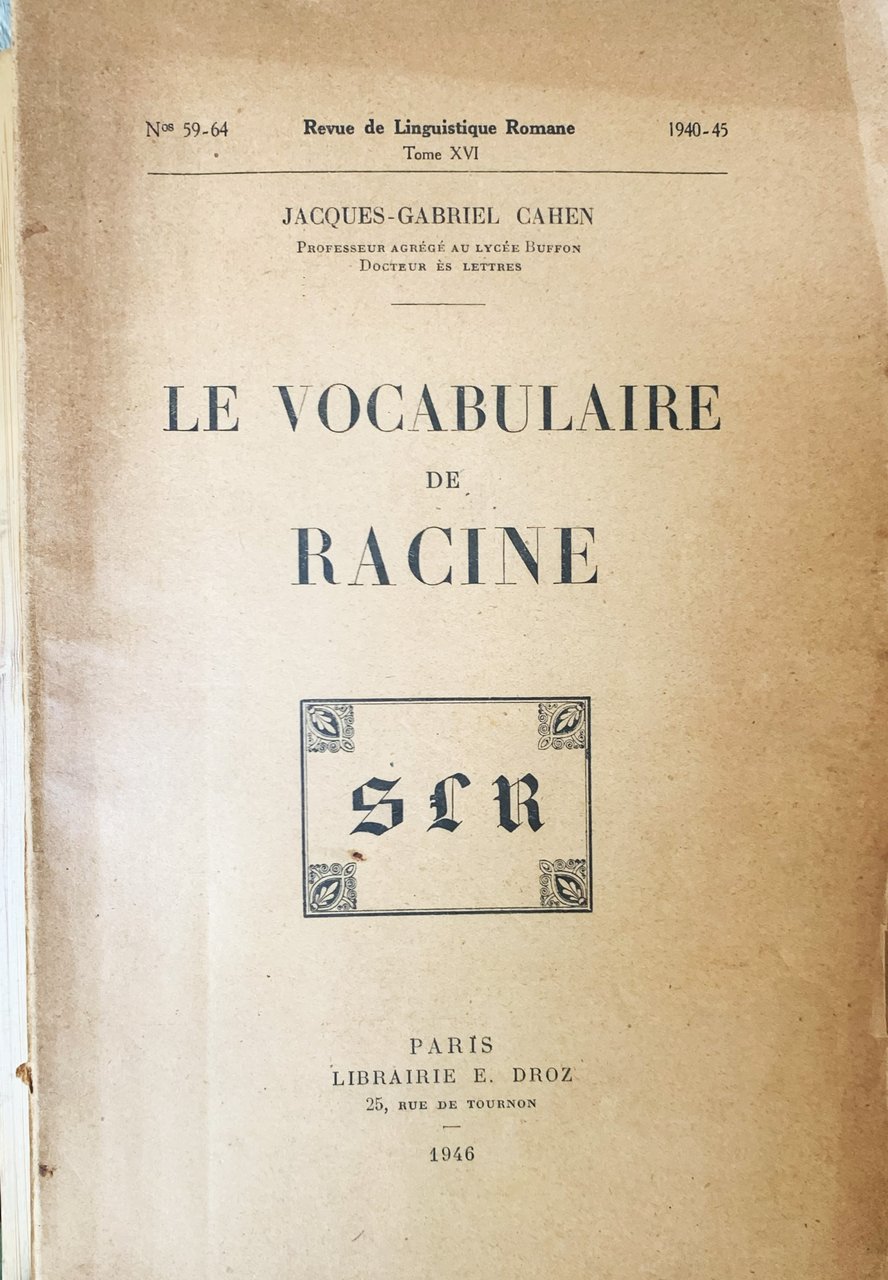 Nos 59-64 Revue de Linguistique Romane 1940-45
Tome XVI
JACQUES-GABRIEL CAHEN
PROFESSEUR AGRÉGÉ AU LYCÉE BUFFON
DOCTEUR ÈS LETTRES
LE VOCABULAIRE
DE
RACINE
SLR
PARIS
LIBRAIRIE E. DROZ
25, RUE DE TOURNON
1946